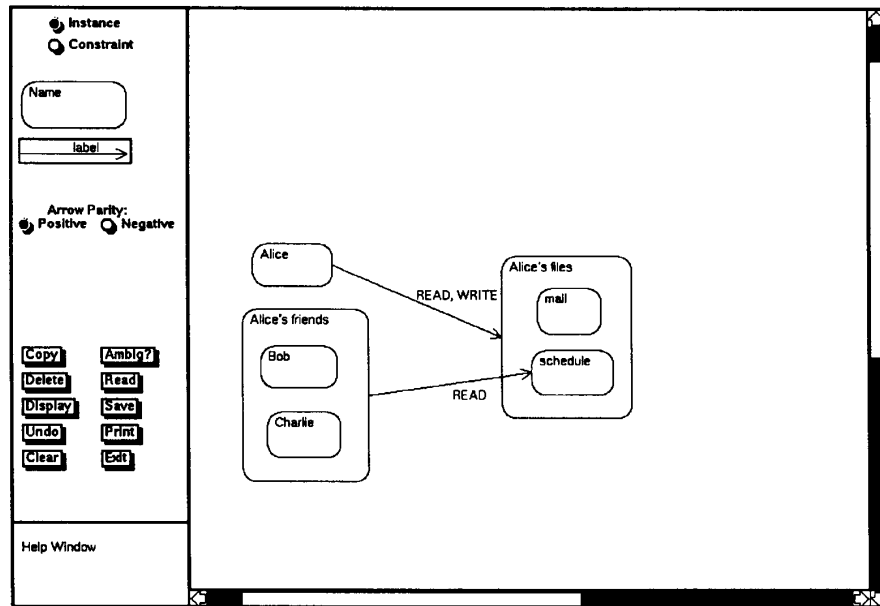 Instance
Constraint
Name
label
Arrow Parity:
Positive Negative
Copy Ambig?
Delete Read
Display Save
Undo Print
Clear Exit
Help Window
Alice
READ, WRITE
Alice's files
mail
schedule
Alice's friends
Bob
Charlie
READ